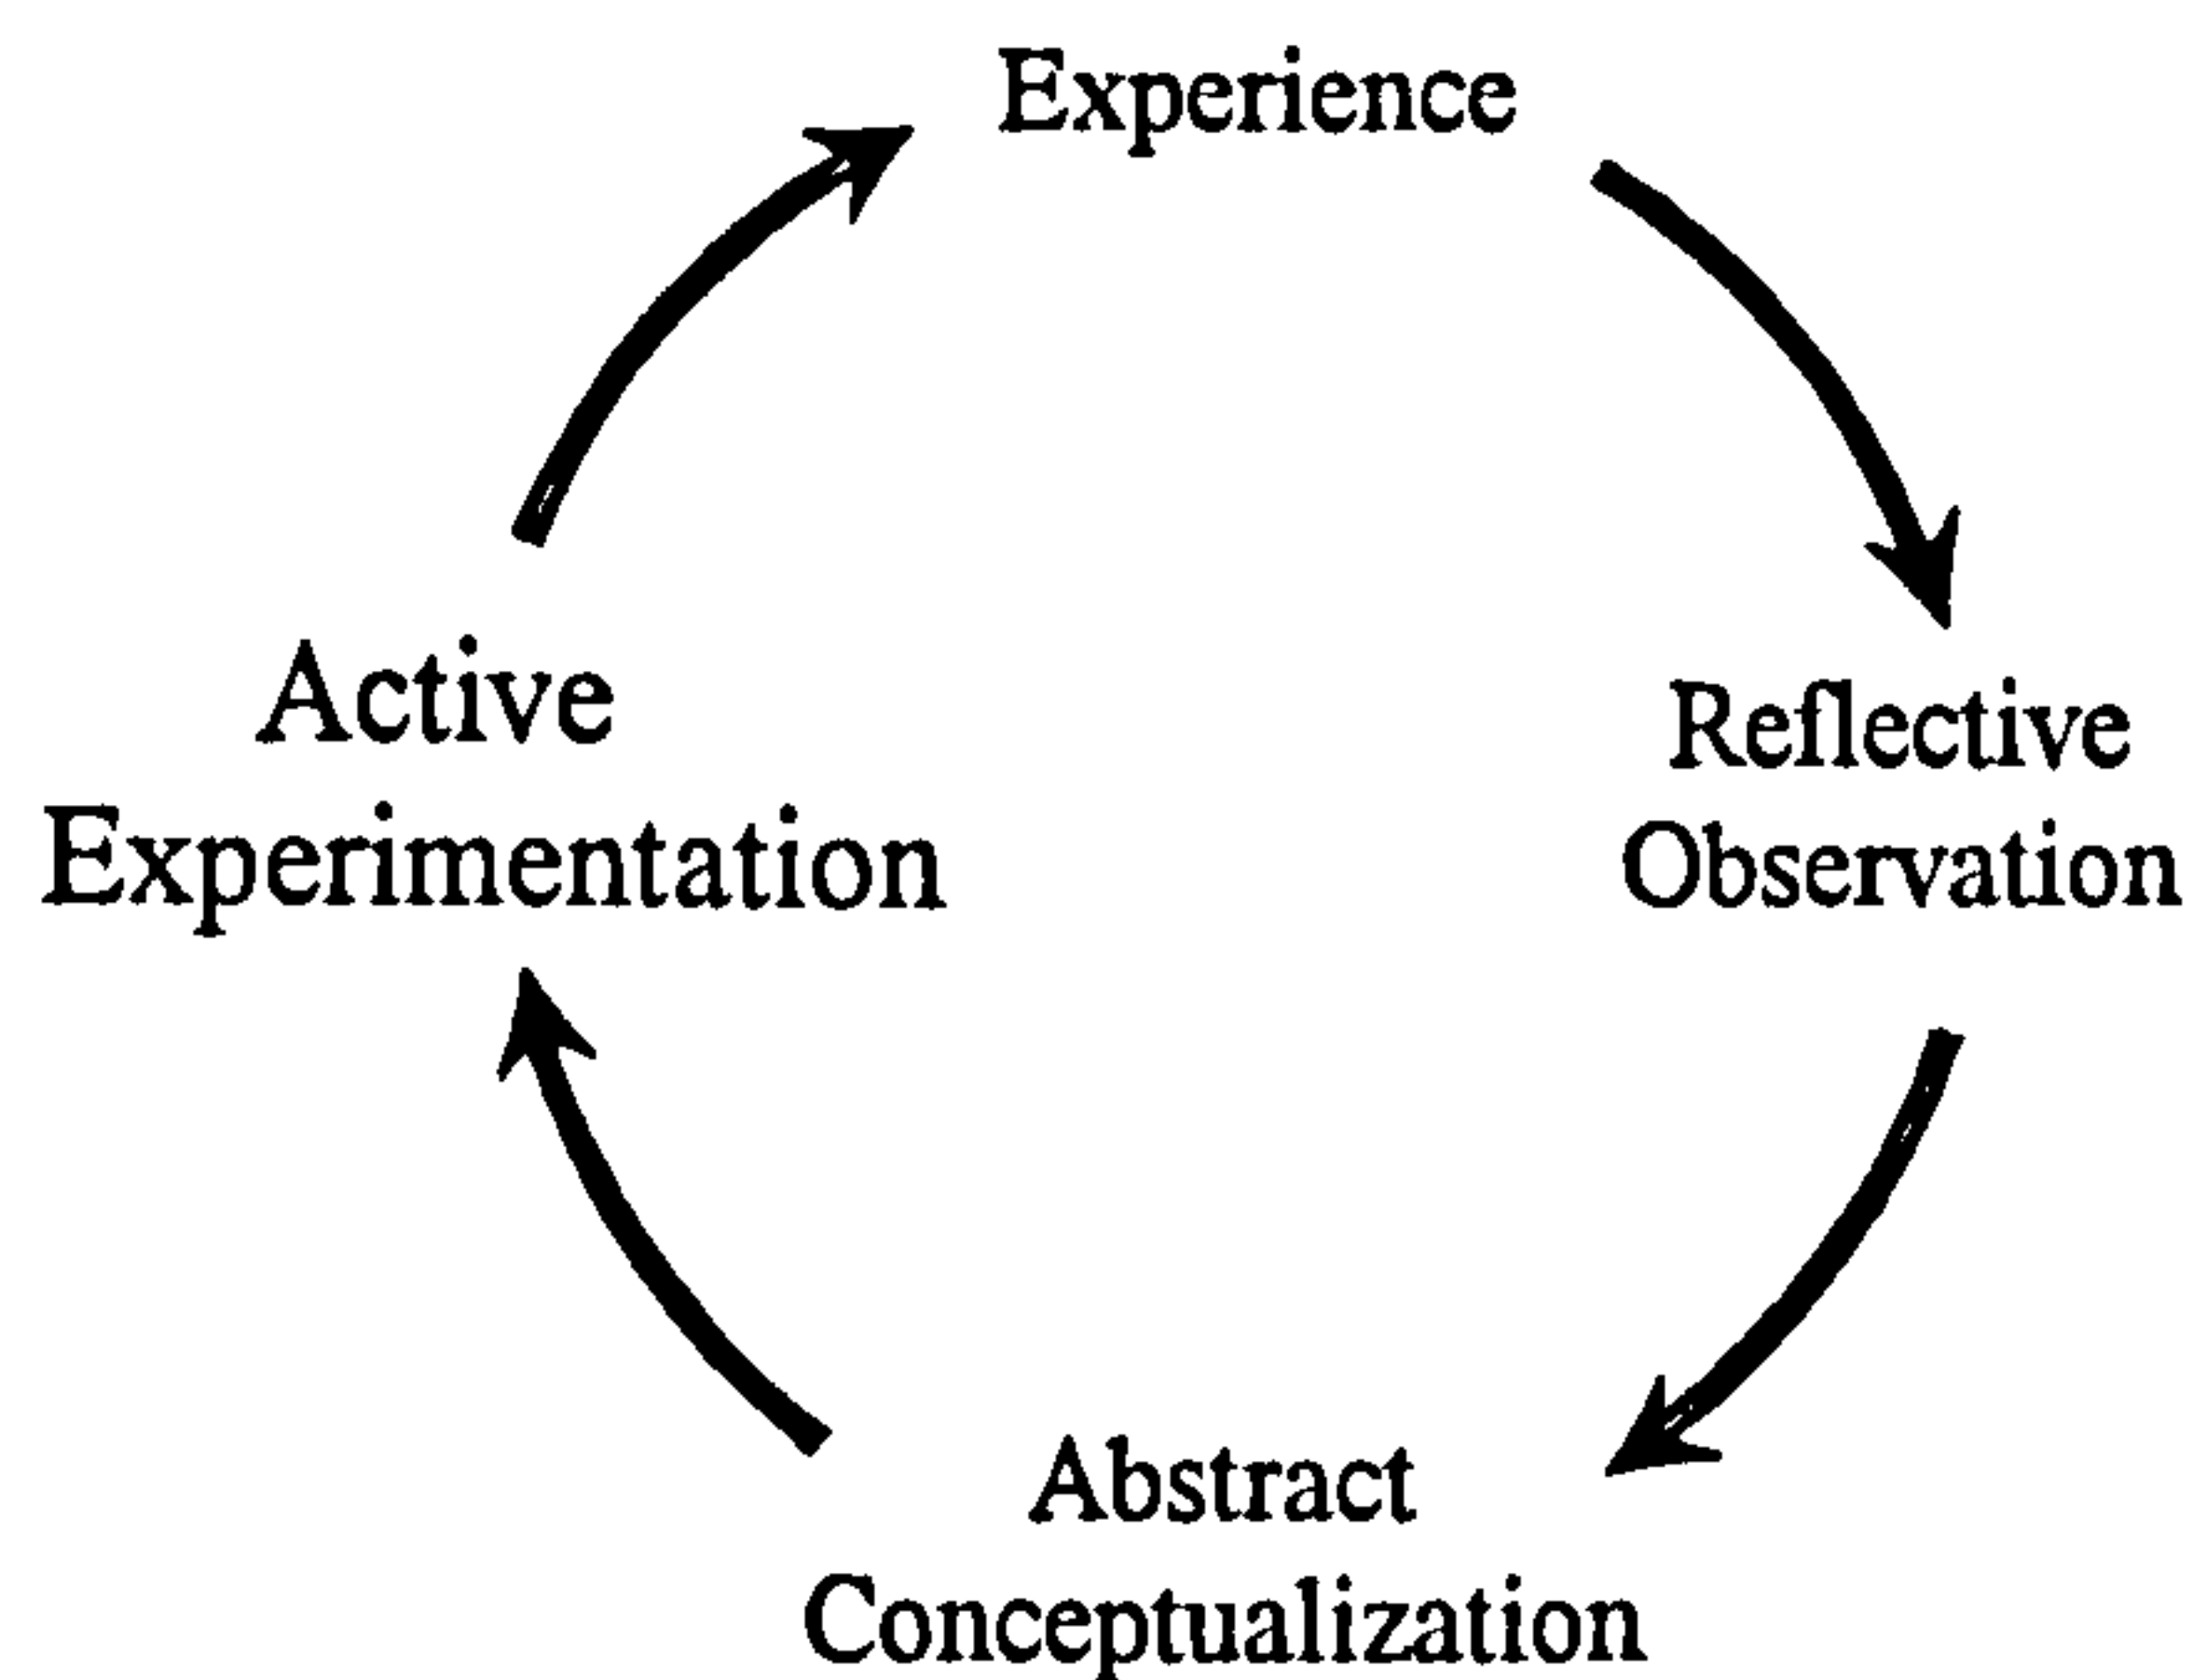 Experience
Active
Experimentation
Reflective
Observation
Abstract
Conceptualization